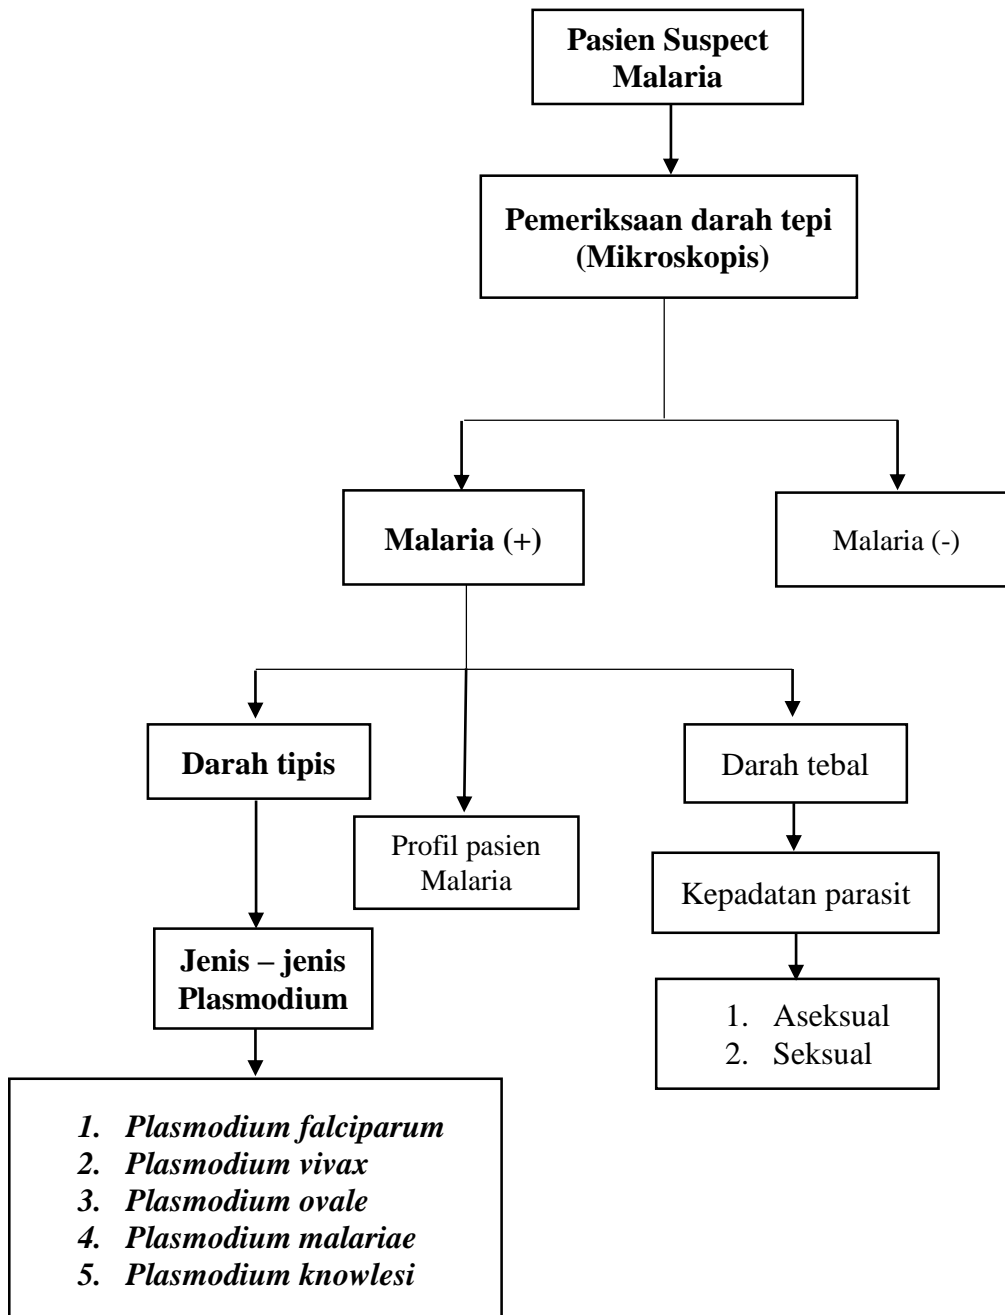 Pasien Suspect
Malaria
Pemeriksaan darah tepi
(Mikroskopis)
Malaria (+)
Malaria (-)
Darah tipis
Darah tebal
Profil pasien
Malaria
Kepadatan parasit
Jenis – jenis
Plasmodium
1. Aseksual
2. Seksual
1. Plasmodium falciparum
2. Plasmodium vivax
3. Plasmodium ovale
4. Plasmodium malariae
5. Plasmodium knowlesi